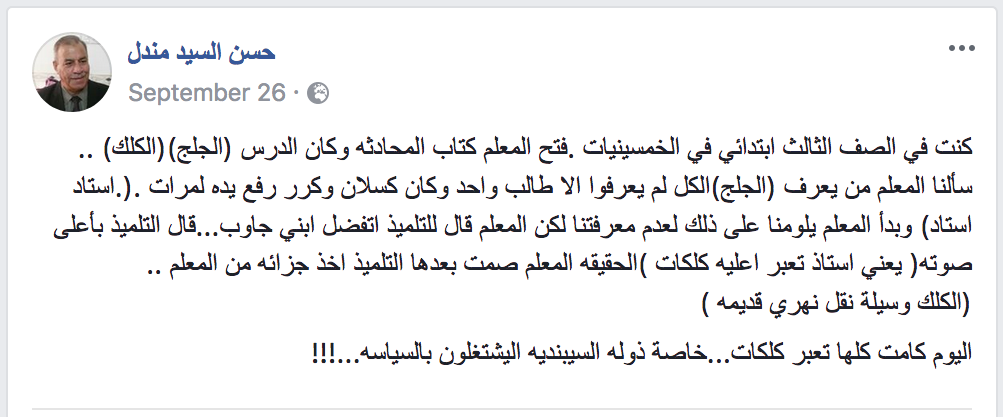 حسن السيد مندل
September 26 ·
كنت في الصف الثالث ابتدائي في الخمسينيات .فتح المعلم كتاب المحادثه وكان الدرس (الجلج)(الكلك) ..
سألنا المعلم من يعرف (الجلج)الكل لم يعرفوا الا طالب واحد وكان كسلان وكرر رفع يده لمرات .(.استاد
استاد) وبدأ المعلم يلومنا على ذلك لعدم معرفتنا لكن المعلم قال للتلميذ اتفضل ابني جاوب...قال التلميذ بأعلى
صوته( يعني استاذ تعبر اعليه كلكات )الحقيقه المعلم صمت بعدها التلميذ اخذ جزائه من المعلم ..
(الكلك وسيلة نقل نهري قديمه )
اليوم كامت كلها تعبر كلكات...خاصة ذوله السيبنديه اليشتغلون بالسياسه...!!!